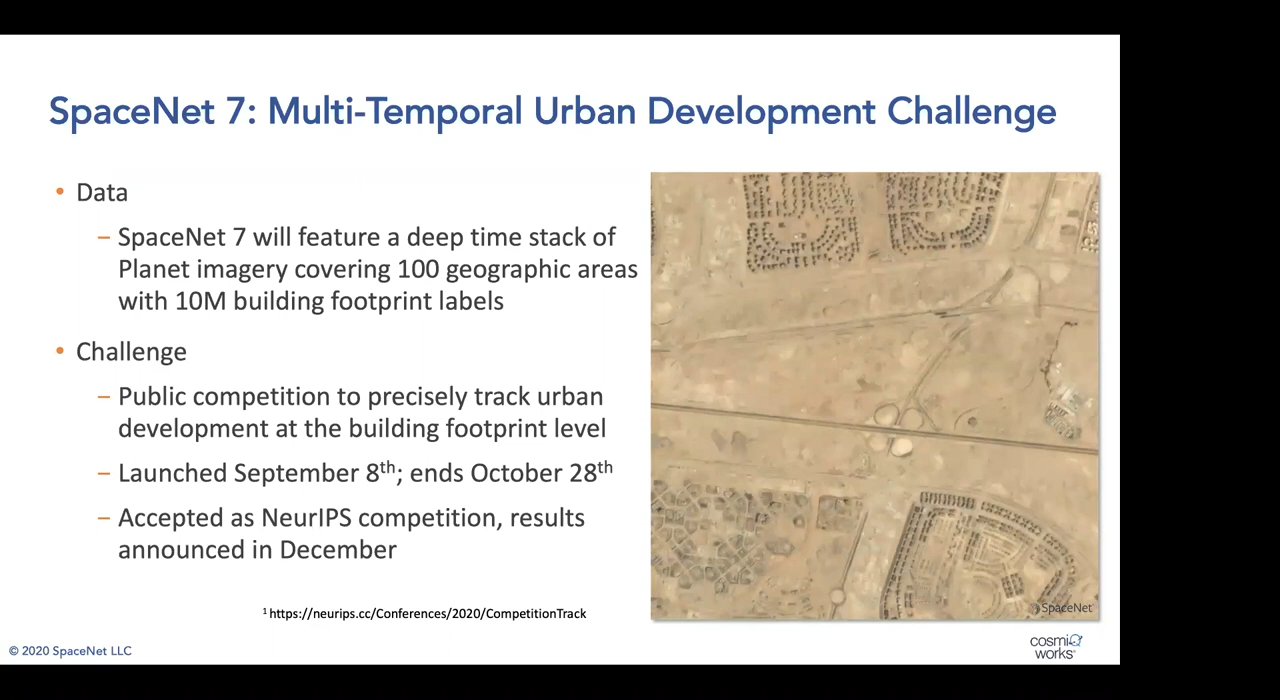 SpaceNet 7: Multi-Temporal Urban Development Challenge
• Data
– SpaceNet 7 will feature a deep time stack of
Planet imagery covering 100 geographic areas
with 10M building footprint labels
• Challenge
– Public competition to precisely track urban
development at the building footprint level
– Launched September 8th; ends October 28th
– Accepted as NeurIPS competition, results
announced in December
1 https://neurips.cc/Conferences/2020/CompetitionTrack
SpaceNet
© 2020 SpaceNet LLC
cosmiQ
works